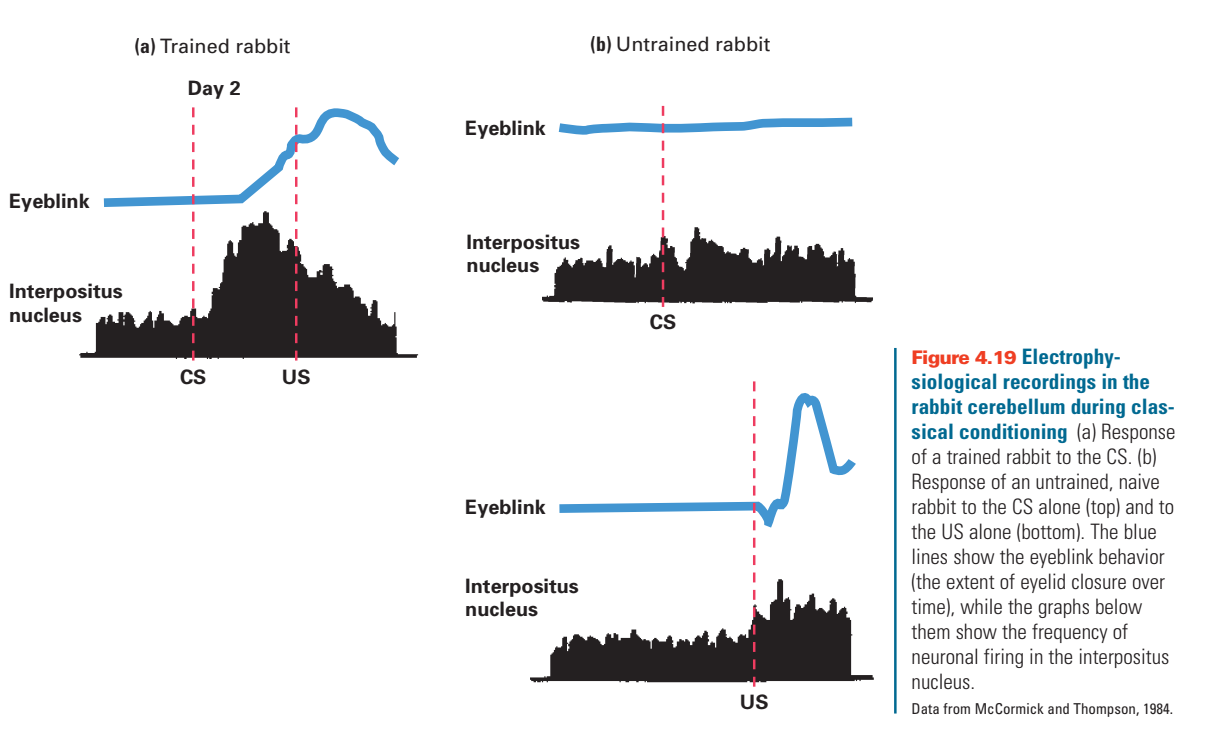 (a) Trained rabbit
Day 2
Eyeblink
Interpositus
nucleus
CS
US
(b) Untrained rabbit
Eyeblink
Interpositus
nucleus
CS
Eyeblink
Interpositus
nucleus
US
Figure 4.19 Electrophy-
siological recordings in the
rabbit cerebellum during clas-
sical conditioning (a) Response
of a trained rabbit to the CS. (b)
Response of an untrained, naive
rabbit to the CS alone (top) and to
the US alone (bottom). The blue
lines show the eyeblink behavior
(the extent of eyelid closure over
time), while the graphs below
them show the frequency of
neuronal firing in the interpositus
nucleus.
Data from McCormick and Thompson, 1984.